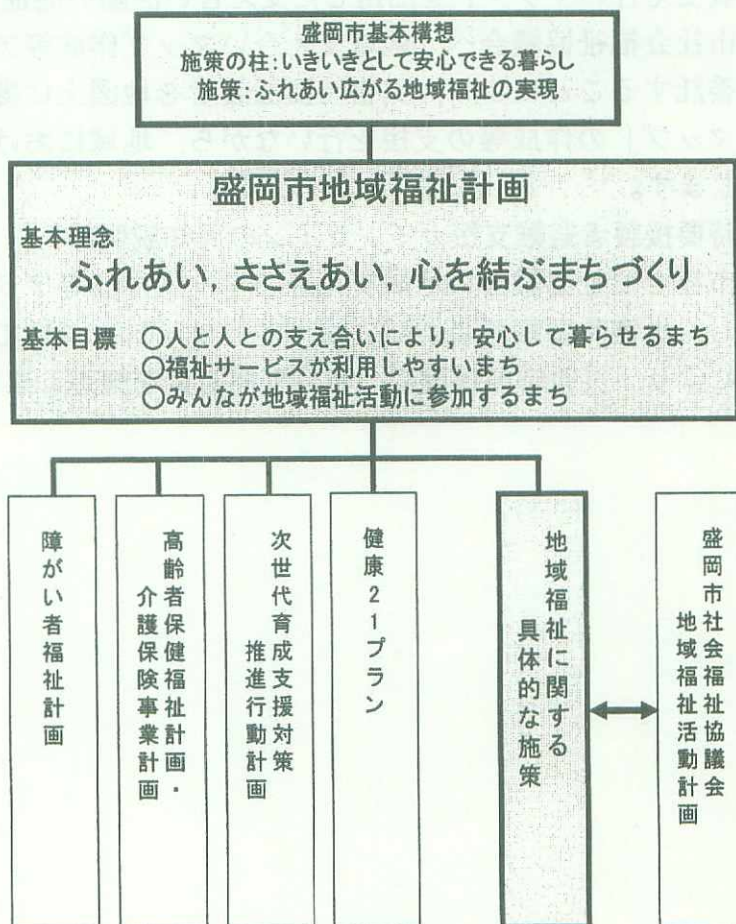 盛岡市基本構想
施策の柱：いきいきとして安心できる暮らし
施策：ふれあい広がる地域福祉の実現
盛岡市地域福祉計画
基本理念
ふれあい，ささえあい，心を結ぶまちづくり
基本目標　○人と人との支え合いにより，安心して暮らせるまち
○福祉サービスが利用しやすいまち
○みんなが地域福祉活動に参加するまち
障がい者福祉計画
高齢者保健福祉計画・
介護保険事業計画
次世代育成支援対策
推進行動計画
健康２１プラン
地域福祉に関する
具体的な施策
盛岡市社会福祉協議会
地域福祉活動計画